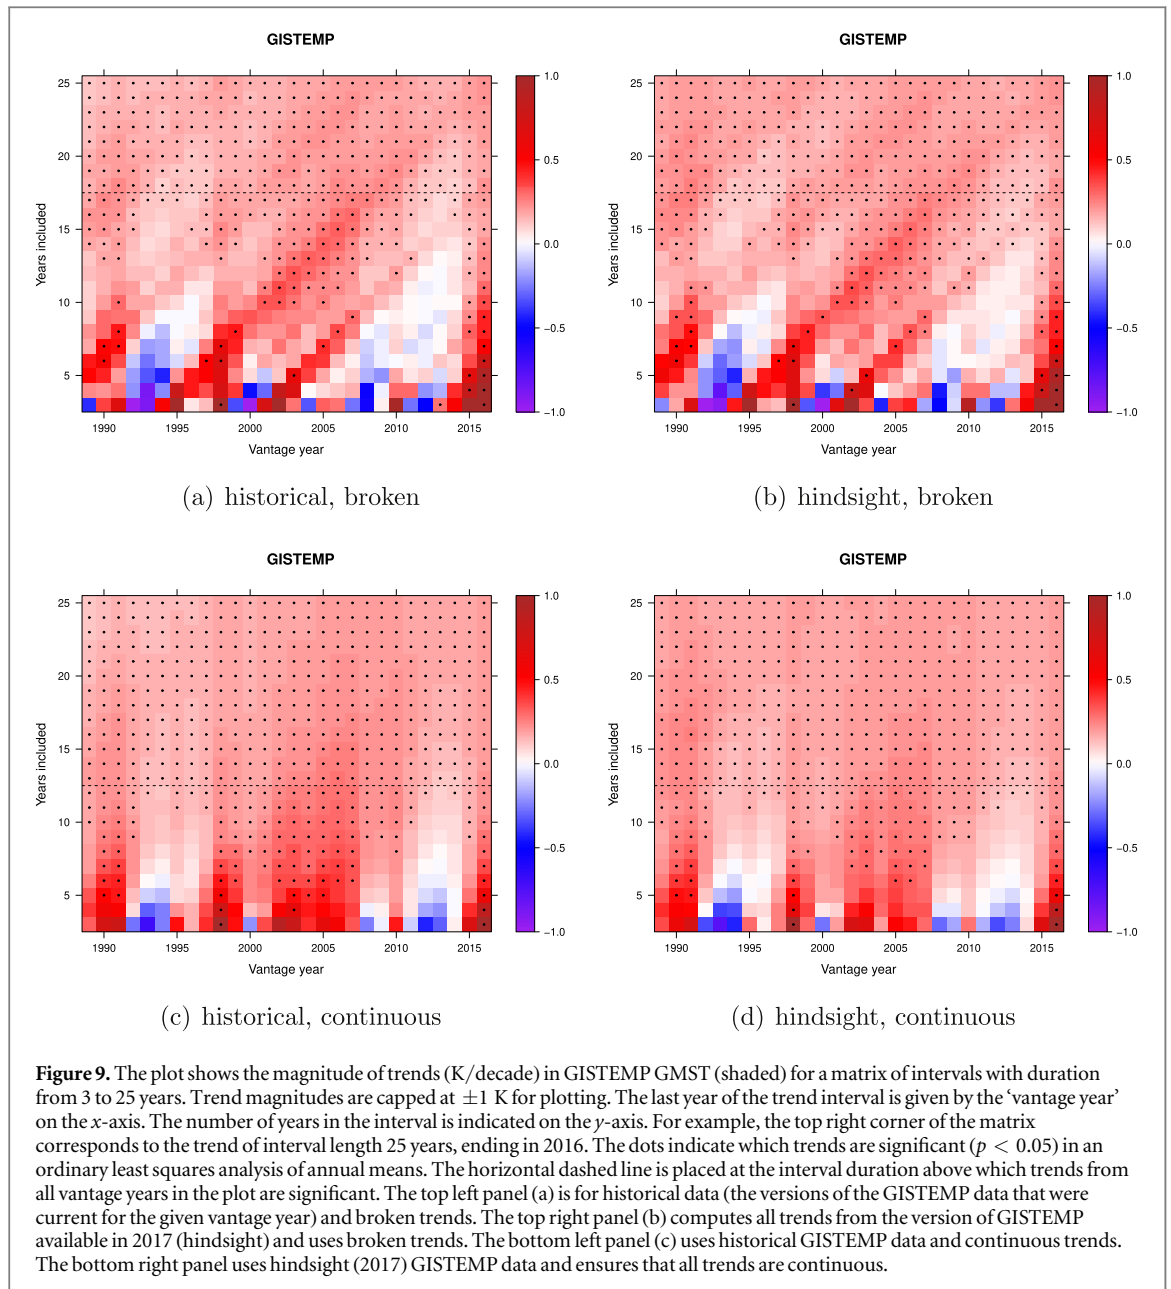 GISTEMP
25
20
15
10
5
Years included
1990
1995
2000
2005
2010
2015
Vantage year
1.0
0.5
0.0
−0.5
−1.0
(a) historical, broken
GISTEMP
25
20
15
10
5
Years included
1990
1995
2000
2005
2010
2015
Vantage year
1.0
0.5
0.0
−0.5
−1.0
(b) hindsight, broken
GISTEMP
25
20
15
10
5
Years included
1990
1995
2000
2005
2010
2015
Vantage year
1.0
0.5
0.0
−0.5
−1.0
(c) historical, continuous
GISTEMP
25
20
15
10
5
Years included
1990
1995
2000
2005
2010
2015
Vantage year
1.0
0.5
0.0
−0.5
−1.0
(d) hindsight, continuous
Figure 9. The plot shows the magnitude of trends (K/decade) in GISTEMP GMST (shaded) for a matrix of intervals with duration
from 3 to 25 years. Trend magnitudes are capped at ±1 K for plotting. The last year of the trend interval is given by the ‘vantage year’
on the x-axis. The number of years in the interval is indicated on the y-axis. For example, the top right corner of the matrix
corresponds to the trend of interval length 25 years, ending in 2016. The dots indicate which trends are significant (p < 0.05) in an
ordinary least squares analysis of annual means. The horizontal dashed line is placed at the interval duration above which trends from
all vantage years in the plot are significant. The top left panel (a) is for historical data (the versions of the GISTEMP data that were
current for the given vantage year) and broken trends. The top right panel (b) computes all trends from the version of GISTEMP
available in 2017 (hindsight) and uses broken trends. The bottom left panel (c) uses historical GISTEMP data and continuous trends.
The bottom right panel uses hindsight (2017) GISTEMP data and ensures that all trends are continuous.